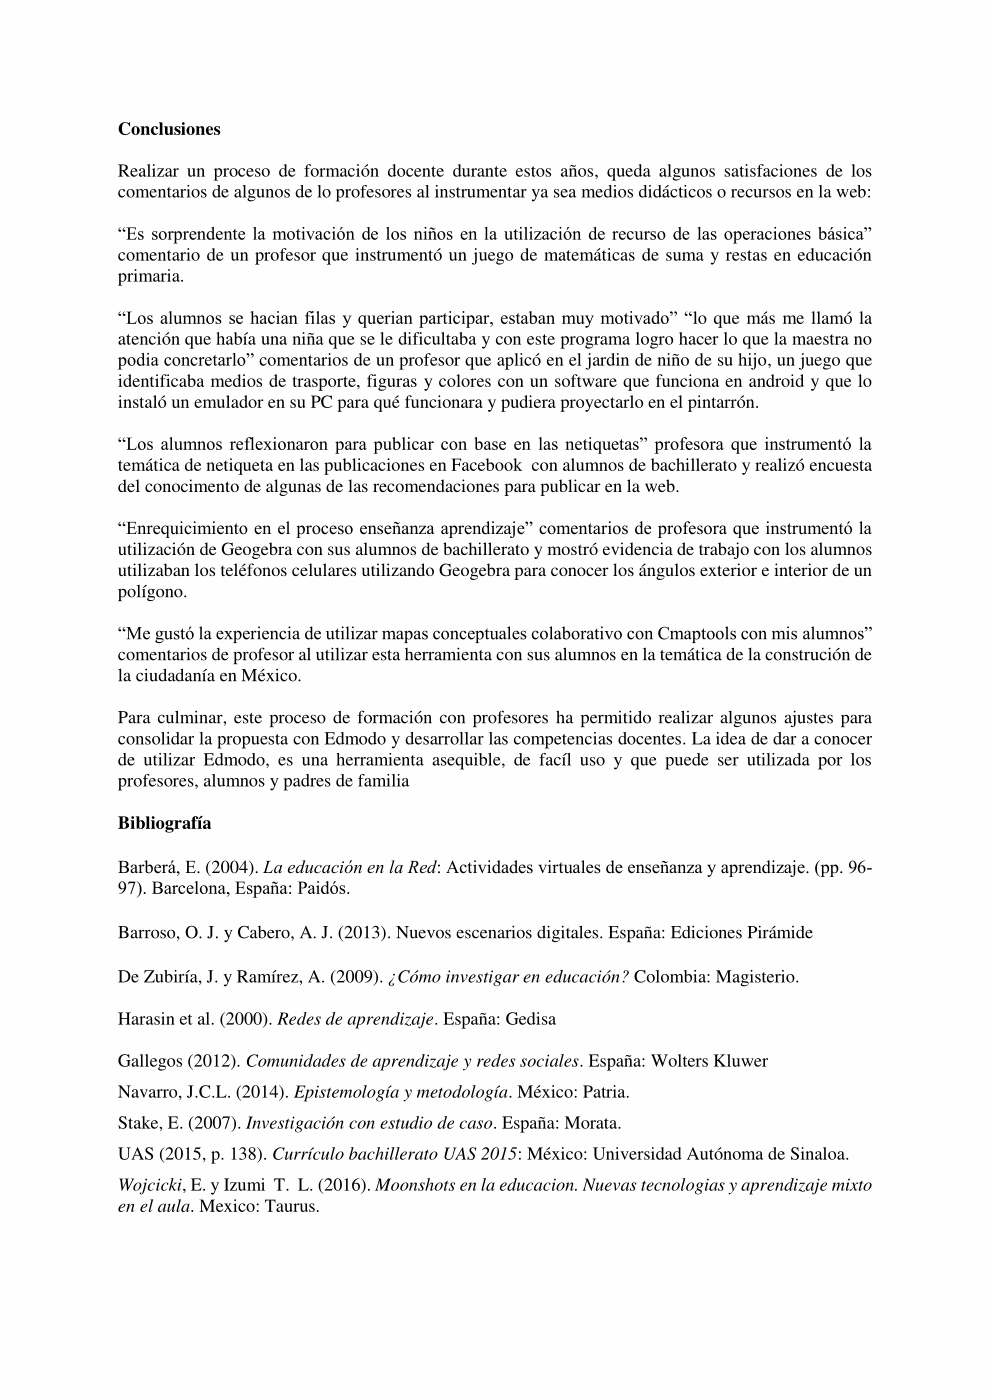 Conclusiones
Realizar un proceso de formación docente durante estos años, queda algunos satisfaciones de los
comentarios de algunos de lo profesores al instrumentar ya sea medios didácticos o recursos en la web:
“Es sorprendente la motivación de los niños en la utilización de recurso de las operaciones básica”
comentario de un profesor que instrumentó un juego de matemáticas de suma y restas en educación
primaria.
“Los alumnos se hacian filas y querian participar, estaban muy motivado” “lo que más me llamó la
atención que había una niña que se le dificultaba y con este programa logro hacer lo que la maestra no
podia concretarlo” comentarios de un profesor que aplicó en el jardin de niño de su hijo, un juego que
identificaba medios de trasporte, figuras y colores con un software que funciona en android y que lo
instaló un emulador en su PC para qué funcionara y pudiera proyectarlo en el pintarrón.
“Los alumnos reflexionaron para publicar con base en las netiquetas” profesora que instrumentó la
temática de netiqueta en las publicaciones en Facebook  con alumnos de bachillerato y realizó encuesta
del conocimento de algunas de las recomendaciones para publicar en la web.
“Enrequicimiento en el proceso enseñanza aprendizaje” comentarios de profesora que instrumentó la
utilización de Geogebra con sus alumnos de bachillerato y mostró evidencia de trabajo con los alumnos
utilizaban los teléfonos celulares utilizando Geogebra para conocer los ángulos exterior e interior de un
polígono.
“Me gustó la experiencia de utilizar mapas conceptuales colaborativo con Cmaptools con mis alumnos”
comentarios de profesor al utilizar esta herramienta con sus alumnos en la temática de la construción de
la ciudadanía en México.
Para culminar, este proceso de formación con profesores ha permitido realizar algunos ajustes para
consolidar la propuesta con Edmodo y desarrollar las competencias docentes. La idea de dar a conocer
de utilizar Edmodo, es una herramienta asequible, de facíl uso y que puede ser utilizada por los
profesores, alumnos y padres de familia
Bibliografía
Barberá, E. (2004). La educación en la Red: Actividades virtuales de enseñanza y aprendizaje. (pp. 96-
97). Barcelona, España: Paidós.
Barroso, O. J. y Cabero, A. J. (2013). Nuevos escenarios digitales. España: Ediciones Pirámide
De Zubiría, J. y Ramírez, A. (2009). ¿Cómo investigar en educación? Colombia: Magisterio.
Harasin et al. (2000). Redes de aprendizaje. España: Gedisa
Gallegos (2012). Comunidades de aprendizaje y redes sociales. España: Wolters Kluwer
Navarro, J.C.L. (2014). Epistemología y metodología. México: Patria.
Stake, E. (2007). Investigación con estudio de caso. España: Morata.
UAS (2015, p. 138). Currículo bachillerato UAS 2015: México: Universidad Autónoma de Sinaloa.
Wojcicki, E. y Izumi  T.  L. (2016). Moonshots en la educacion. Nuevas tecnologias y aprendizaje mixto
en el aula. Mexico: Taurus.